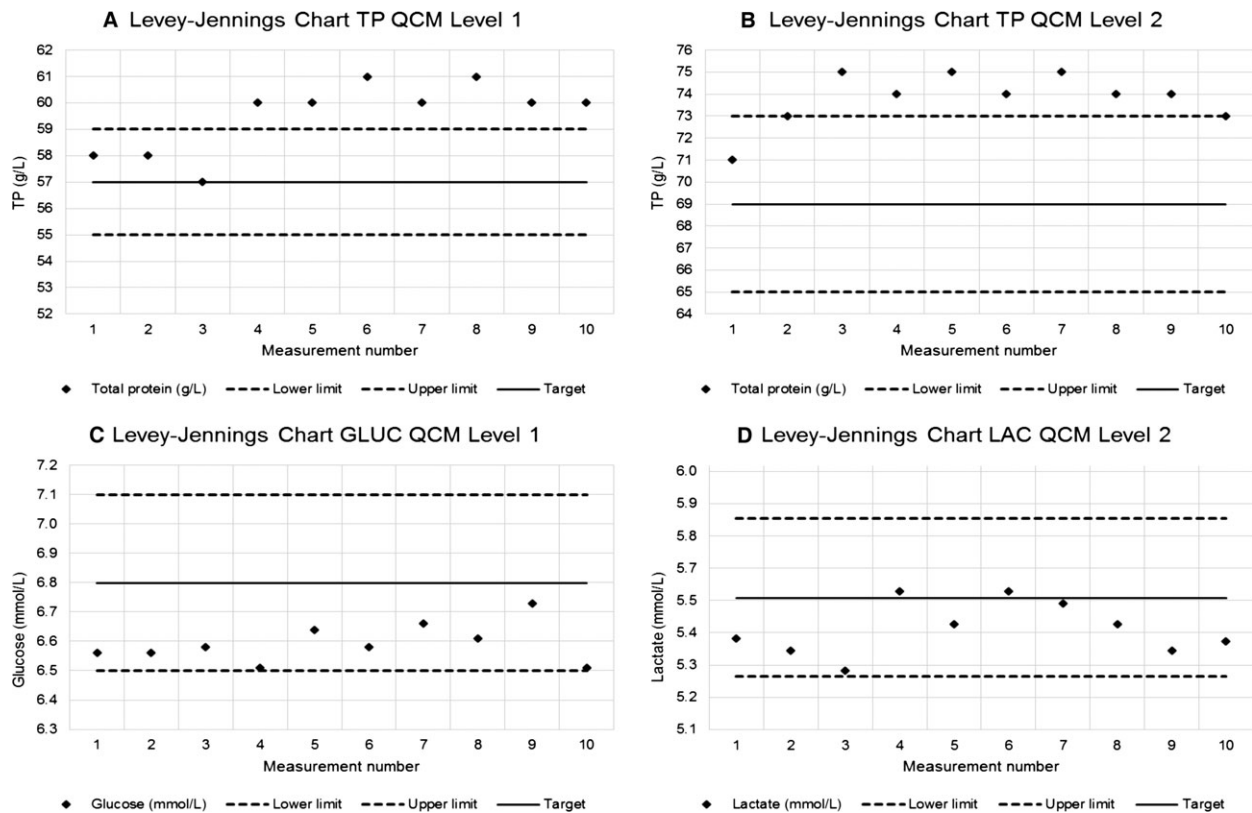 A Levey-Jennings Chart TP QCM Level 1
62
61
60
59
58
57
56
55
54
53
52
TP (g/L)
1 2 3 4 5 6 7 8 9 10
Measurement number
Total protein (g/L) Lower limit Upper limit Target
B Levey-Jennings Chart TP QCM Level 2
76
75
74
73
72
71
70
69
68
67
66
65
64
TP (g/L)
1 2 3 4 5 6 7 8 9 10
Measurement number
Total protein (g/L) Lower limit Upper limit Target
C Levey-Jennings Chart GLUC QCM Level 1
7.2
7.1
7.0
6.9
6.8
6.7
6.6
6.5
6.4
6.3
Glucose (mmol/L)
1 2 3 4 5 6 7 8 9 10
Measurement number
Glucose (mmol/L) Lower limit Upper limit Target
D Levey-Jennings Chart LAC QCM Level 2
6.0
5.9
5.8
5.6
5.5
5.4
5.3
5.2
5.1
Lactate (mmol/L)
1 2 3 4 5 6 7 8 9 10
Measurement number
Lactate (mmol/L) Lower limit Upper limit Target